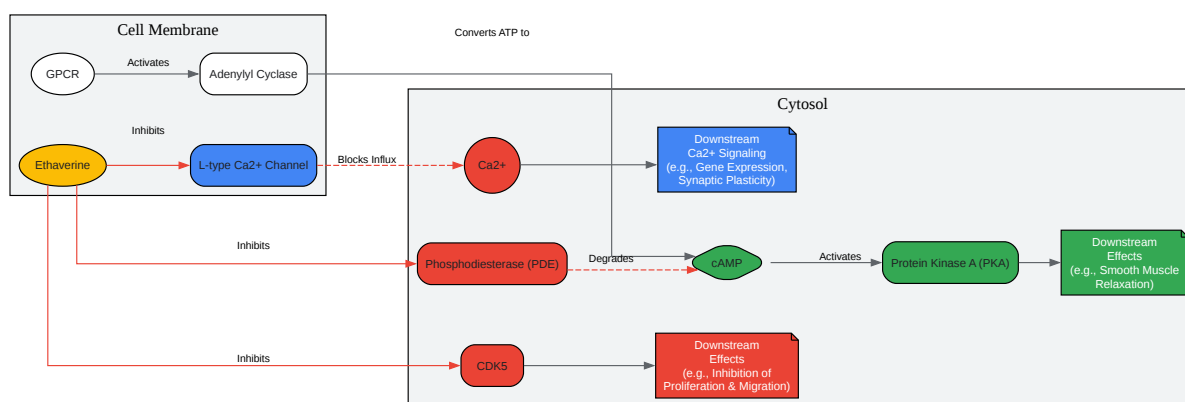 Converts ATP to
Cell Membrane
GPCR
Activates
Adenylyl Cyclase
Cytosol
Inhibits
Ethaverine
L-type Ca2+ Channel
Blocks Influx
Ca2+
Downstream
Ca2+ Signaling
(e.g., Gene Expression,
Synaptic Plasticity)
Inhibits
Phosphodiesterase (PDE)
Degrades
cAMP
Activates
Protein Kinase A (PKA)
Downstream
Effects
(e.g., Smooth Muscle
Relaxation)
Inhibits
CDK5
Downstream
Effects
(e.g., Inhibition of
Proliferation & Migration)